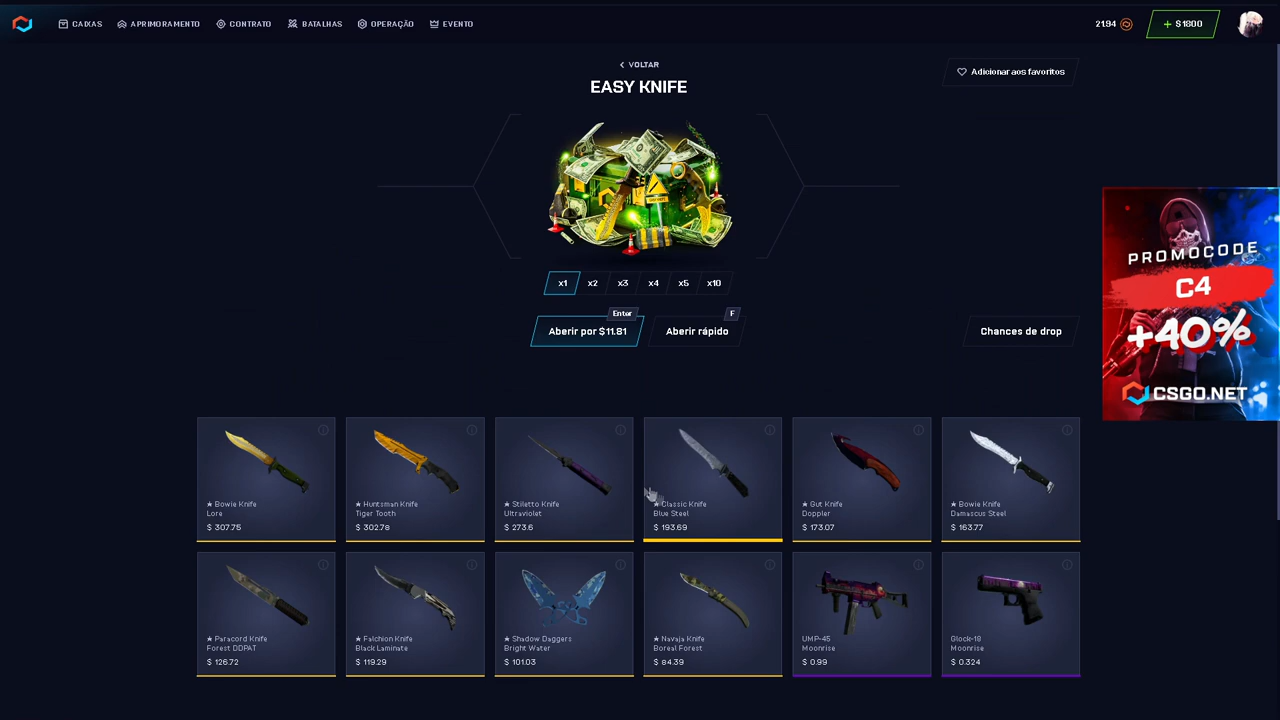 CAIXAS
APRIMORAMENTO
CONTRATO
BATALHAS
OPERAÇÃO
EVENTO
21.94
+ $1800
VOLTAR
EASY KNIFE
Adicionar aos favoritos
x1
x2
x3
x4
x5
x10
Enter
F
Aberir por $11.81
Aberir rápido
Chances de drop
PROMOCODE
C4
+40%
CSGO.NET
★ Bowie Knife
Lore
$ 307.75
★ Huntsman Knife
Tiger Tooth
$ 302.78
★ Stiletto Knife
Ultraviolet
$ 273.6
★ Classic Knife
Blue Steel
$ 193.69
★ Gut Knife
Doppler
$ 173.07
★ Bowie Knife
Damascus Steel
$ 163.77
★ Paracord Knife
Forest DDPAT
$ 126.72
★ Falchion Knife
Black Laminate
$ 119.29
★ Shadow Daggers
Bright Water
$ 101.03
★ Navaja Knife
Boreal Forest
$ 84.39
UMP-45
Moonrise
$ 0.99
Glock-18
Moonrise
$ 0.324